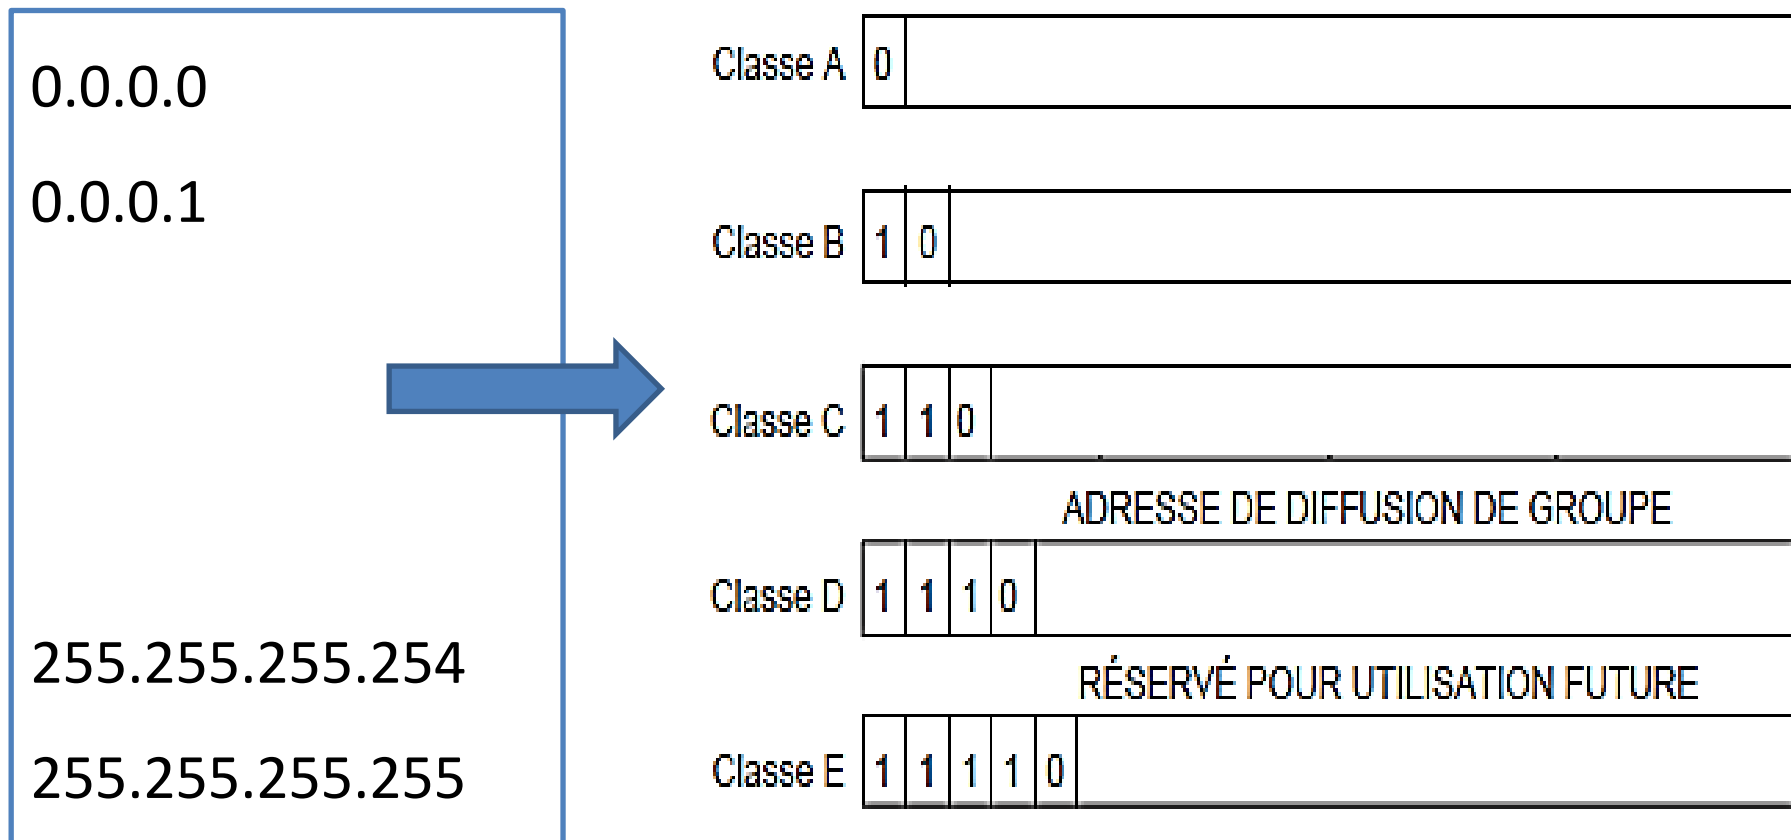 0.0.0.0
0.0.0.1
255.255.255.254
255.255.255.255
Classe A 0
Classe B 1 0
Classe C 1 1 0
ADRESSE DE DIFFUSION DE GROUPE
Classe D 1 1 1 0
RÉSERVÉ POUR UTILISATION FUTURE
Classe E 1 1 1 1 0